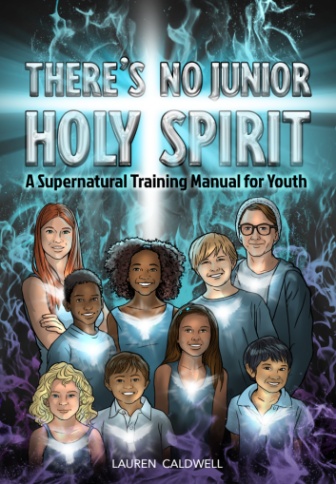 THERE'S NO JUNIOR
HOLY SPIRIT
A Supernatural Training Manual for Youth
LAUREN CALDWELL